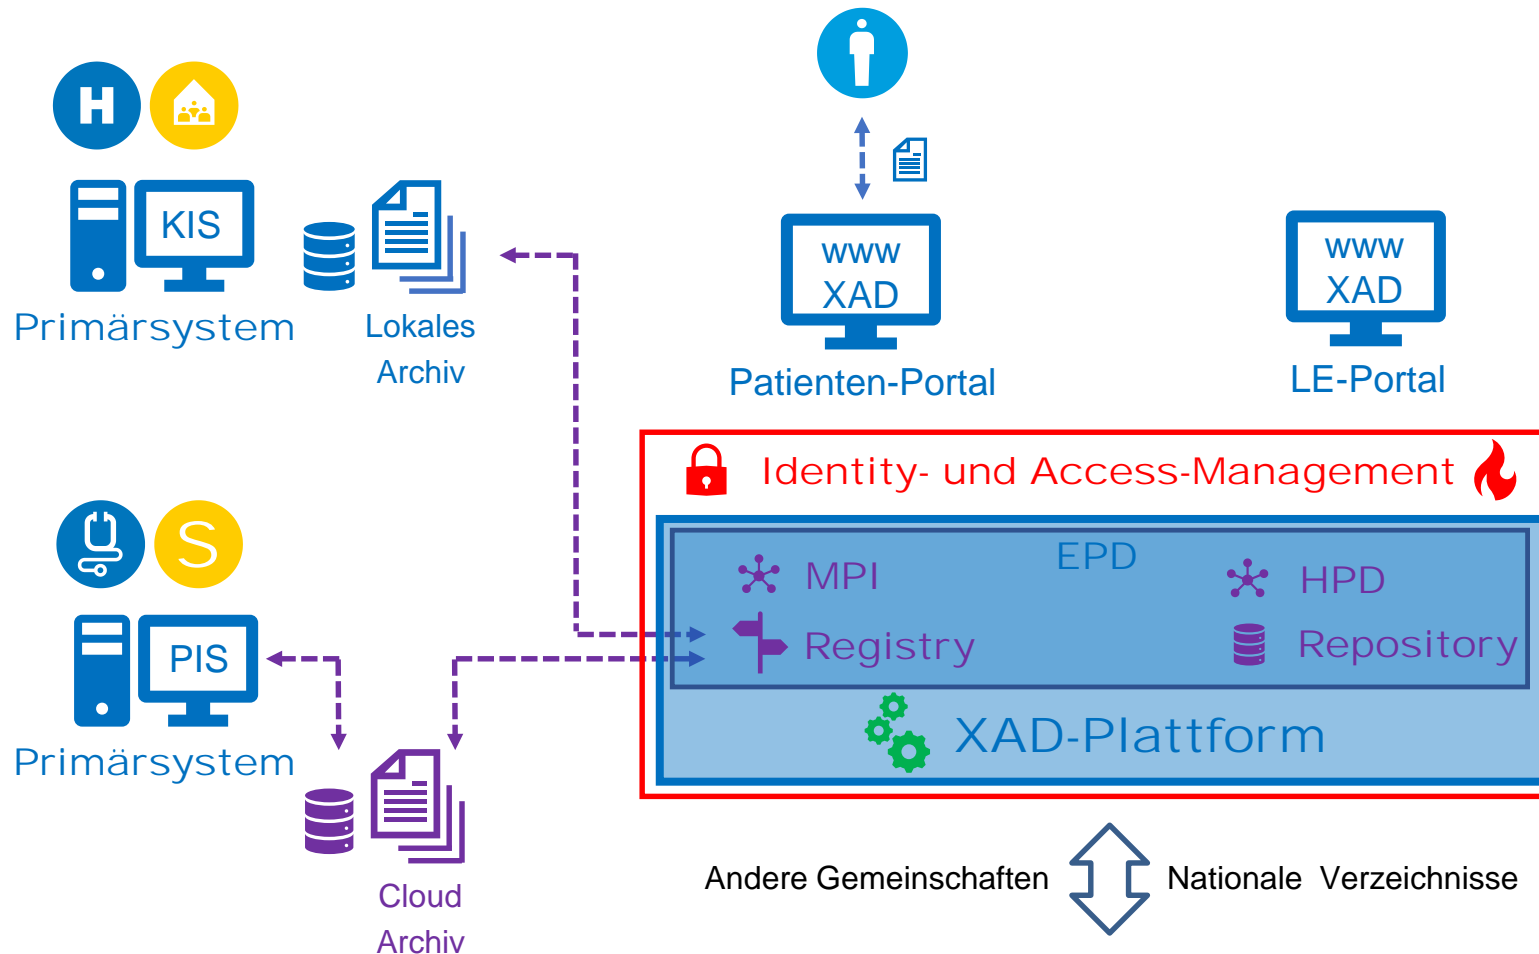 H
KIS
Primärsystem
Lokales
Archiv
www
XAD
Patienten-Portal
www
XAD
LE-Portal
Identity- und Access-Management
EPD
MPI
HPD
Registry
Repository
XAD-Plattform
S
PIS
Primärsystem
Cloud
Archiv
Andere Gemeinschaften
Nationale Verzeichnisse